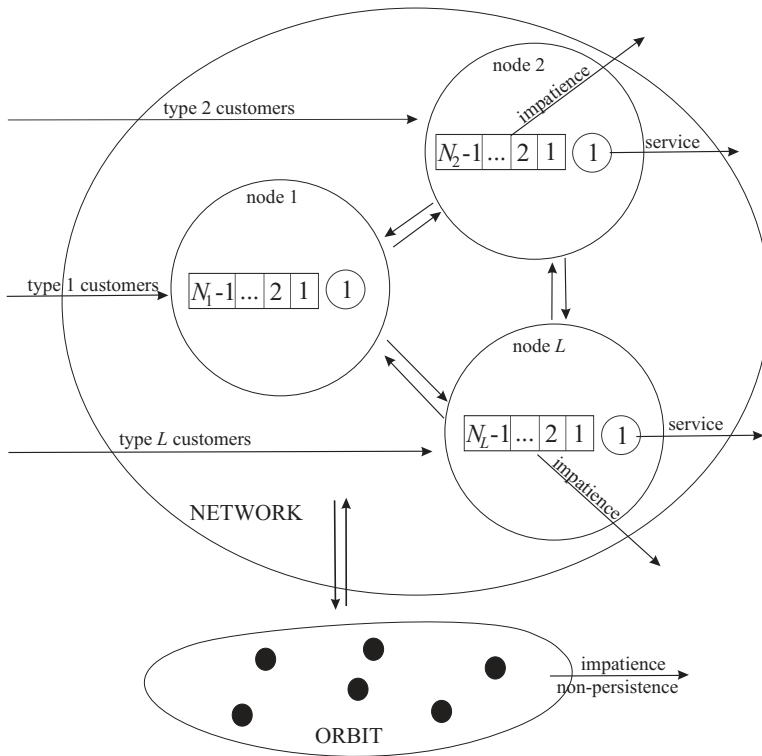 node 2
impatience
type 2 customers
N₂-1 ... 2 1 1
service
node 1
type 1 customers
N₁-1 ... 2 1 1
node L
type L customers
N_L-1 ... 2 1 1
service
impatience
NETWORK
impatience
non-persistence
ORBIT